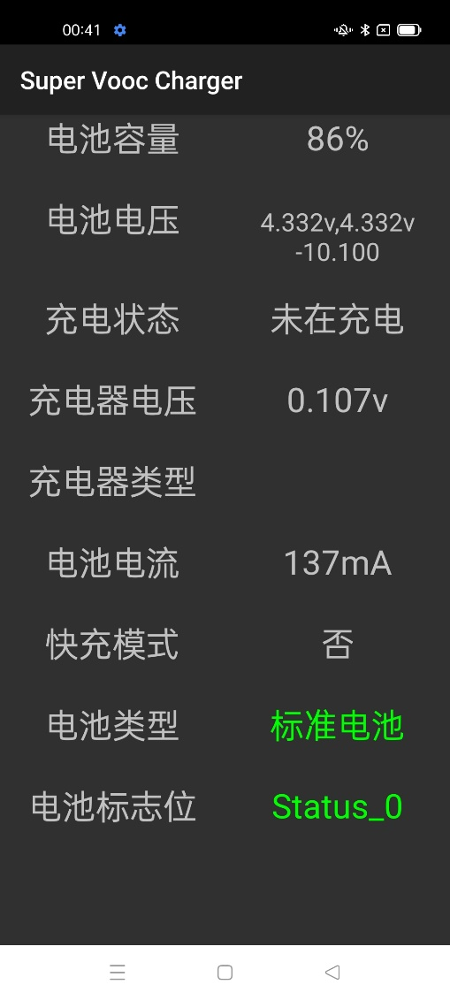 00:41
Super Vooc Charger
电池容量 86%
电池电压 4.332v,4.332v
-10.100
充电状态 未在充电
充电器电压 0.107v
充电器类型
电池电流 137mA
快充模式 否
电池类型 标准电池
电池标志位 Status_0